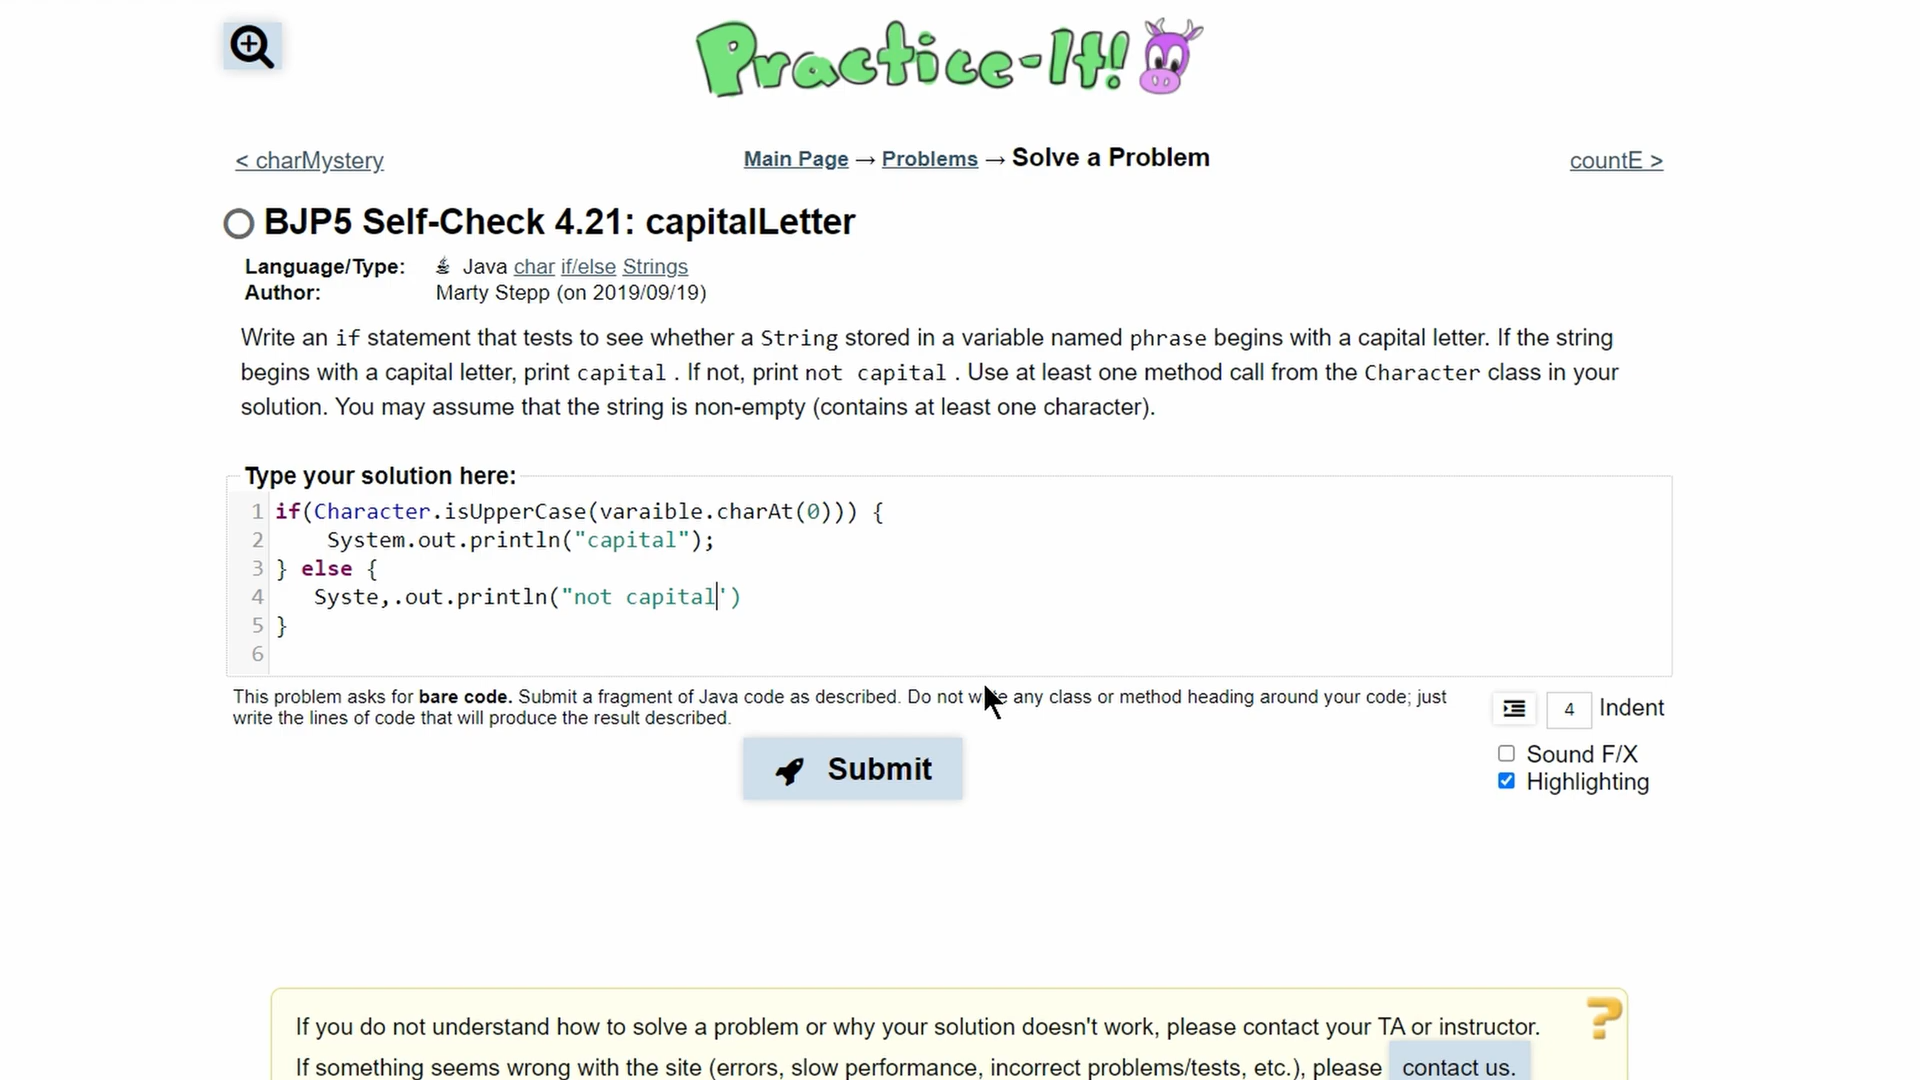 Practice-It!
< charMystery
Main Page → Problems → Solve a Problem
countE >
BJP5 Self-Check 4.21: capitalLetter
Language/Type: Java char if/else Strings
Author: Marty Stepp (on 2019/09/19)
Write an if statement that tests to see whether a String stored in a variable named phrase begins with a capital letter. If the string
begins with a capital letter, print capital . If not, print not capital . Use at least one method call from the Character class in your
solution. You may assume that the string is non-empty (contains at least one character).
Type your solution here:
1 if(Character.isUpperCase(varaible.charAt(0))) {
2 System.out.println("capital");
3 } else {
4 Syste,.out.println("not capital')
5 }
6
This problem asks for bare code. Submit a fragment of Java code as described. Do not write any class or method heading around your code; just
write the lines of code that will produce the result described.
4 Indent
Sound F/X
Highlighting
Submit
If you do not understand how to solve a problem or why your solution doesn't work, please contact your TA or instructor.
If something seems wrong with the site (errors, slow performance, incorrect problems/tests, etc.), please contact us.